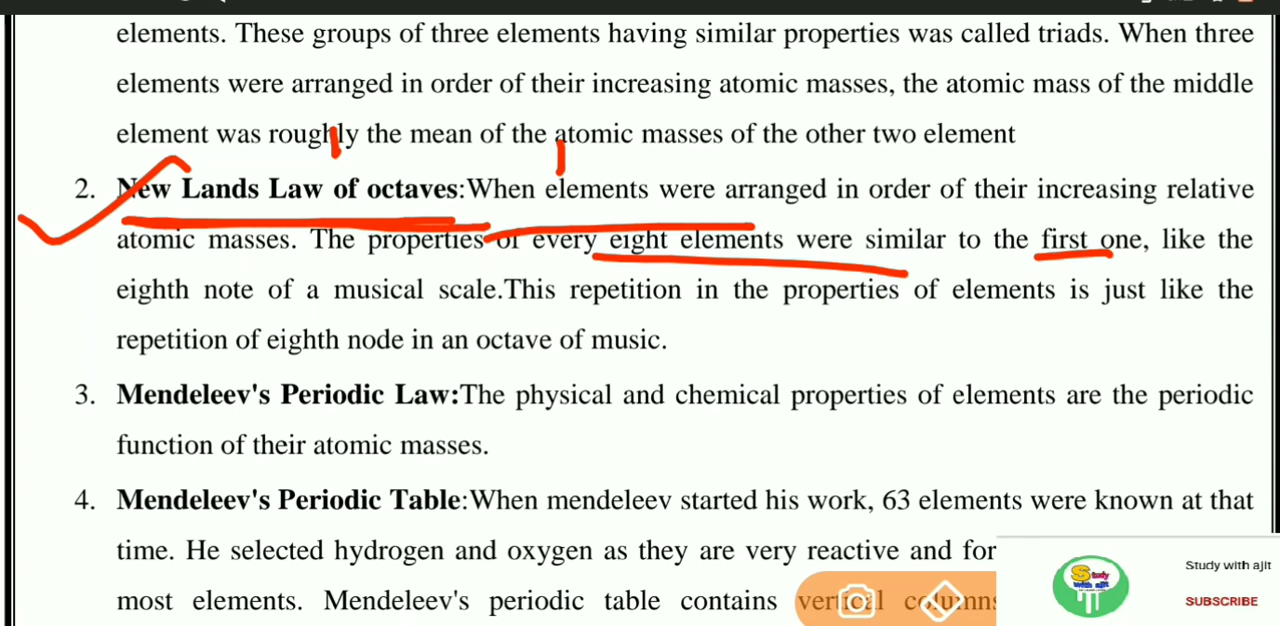 elements. These groups of three elements having similar properties was called triads. When three
elements were arranged in order of their increasing atomic masses, the atomic mass of the middle
element was roughly the mean of the atomic masses of the other two element
2. New Lands Law of octaves:When elements were arranged in order of their increasing relative
atomic masses. The properties of every eight elements were similar to the first one, like the
eighth note of a musical scale.This repetition in the properties of elements is just like the
repetition of eighth node in an octave of music.
3. Mendeleev's Periodic Law:The physical and chemical properties of elements are the periodic
function of their atomic masses.
4. Mendeleev's Periodic Table:When mendeleev started his work, 63 elements were known at that
time. He selected hydrogen and oxygen as they are very reactive and for
most elements. Mendeleev's periodic table contains vertical columns
Study with ajit
Study with ajit
SUBSCRIBE